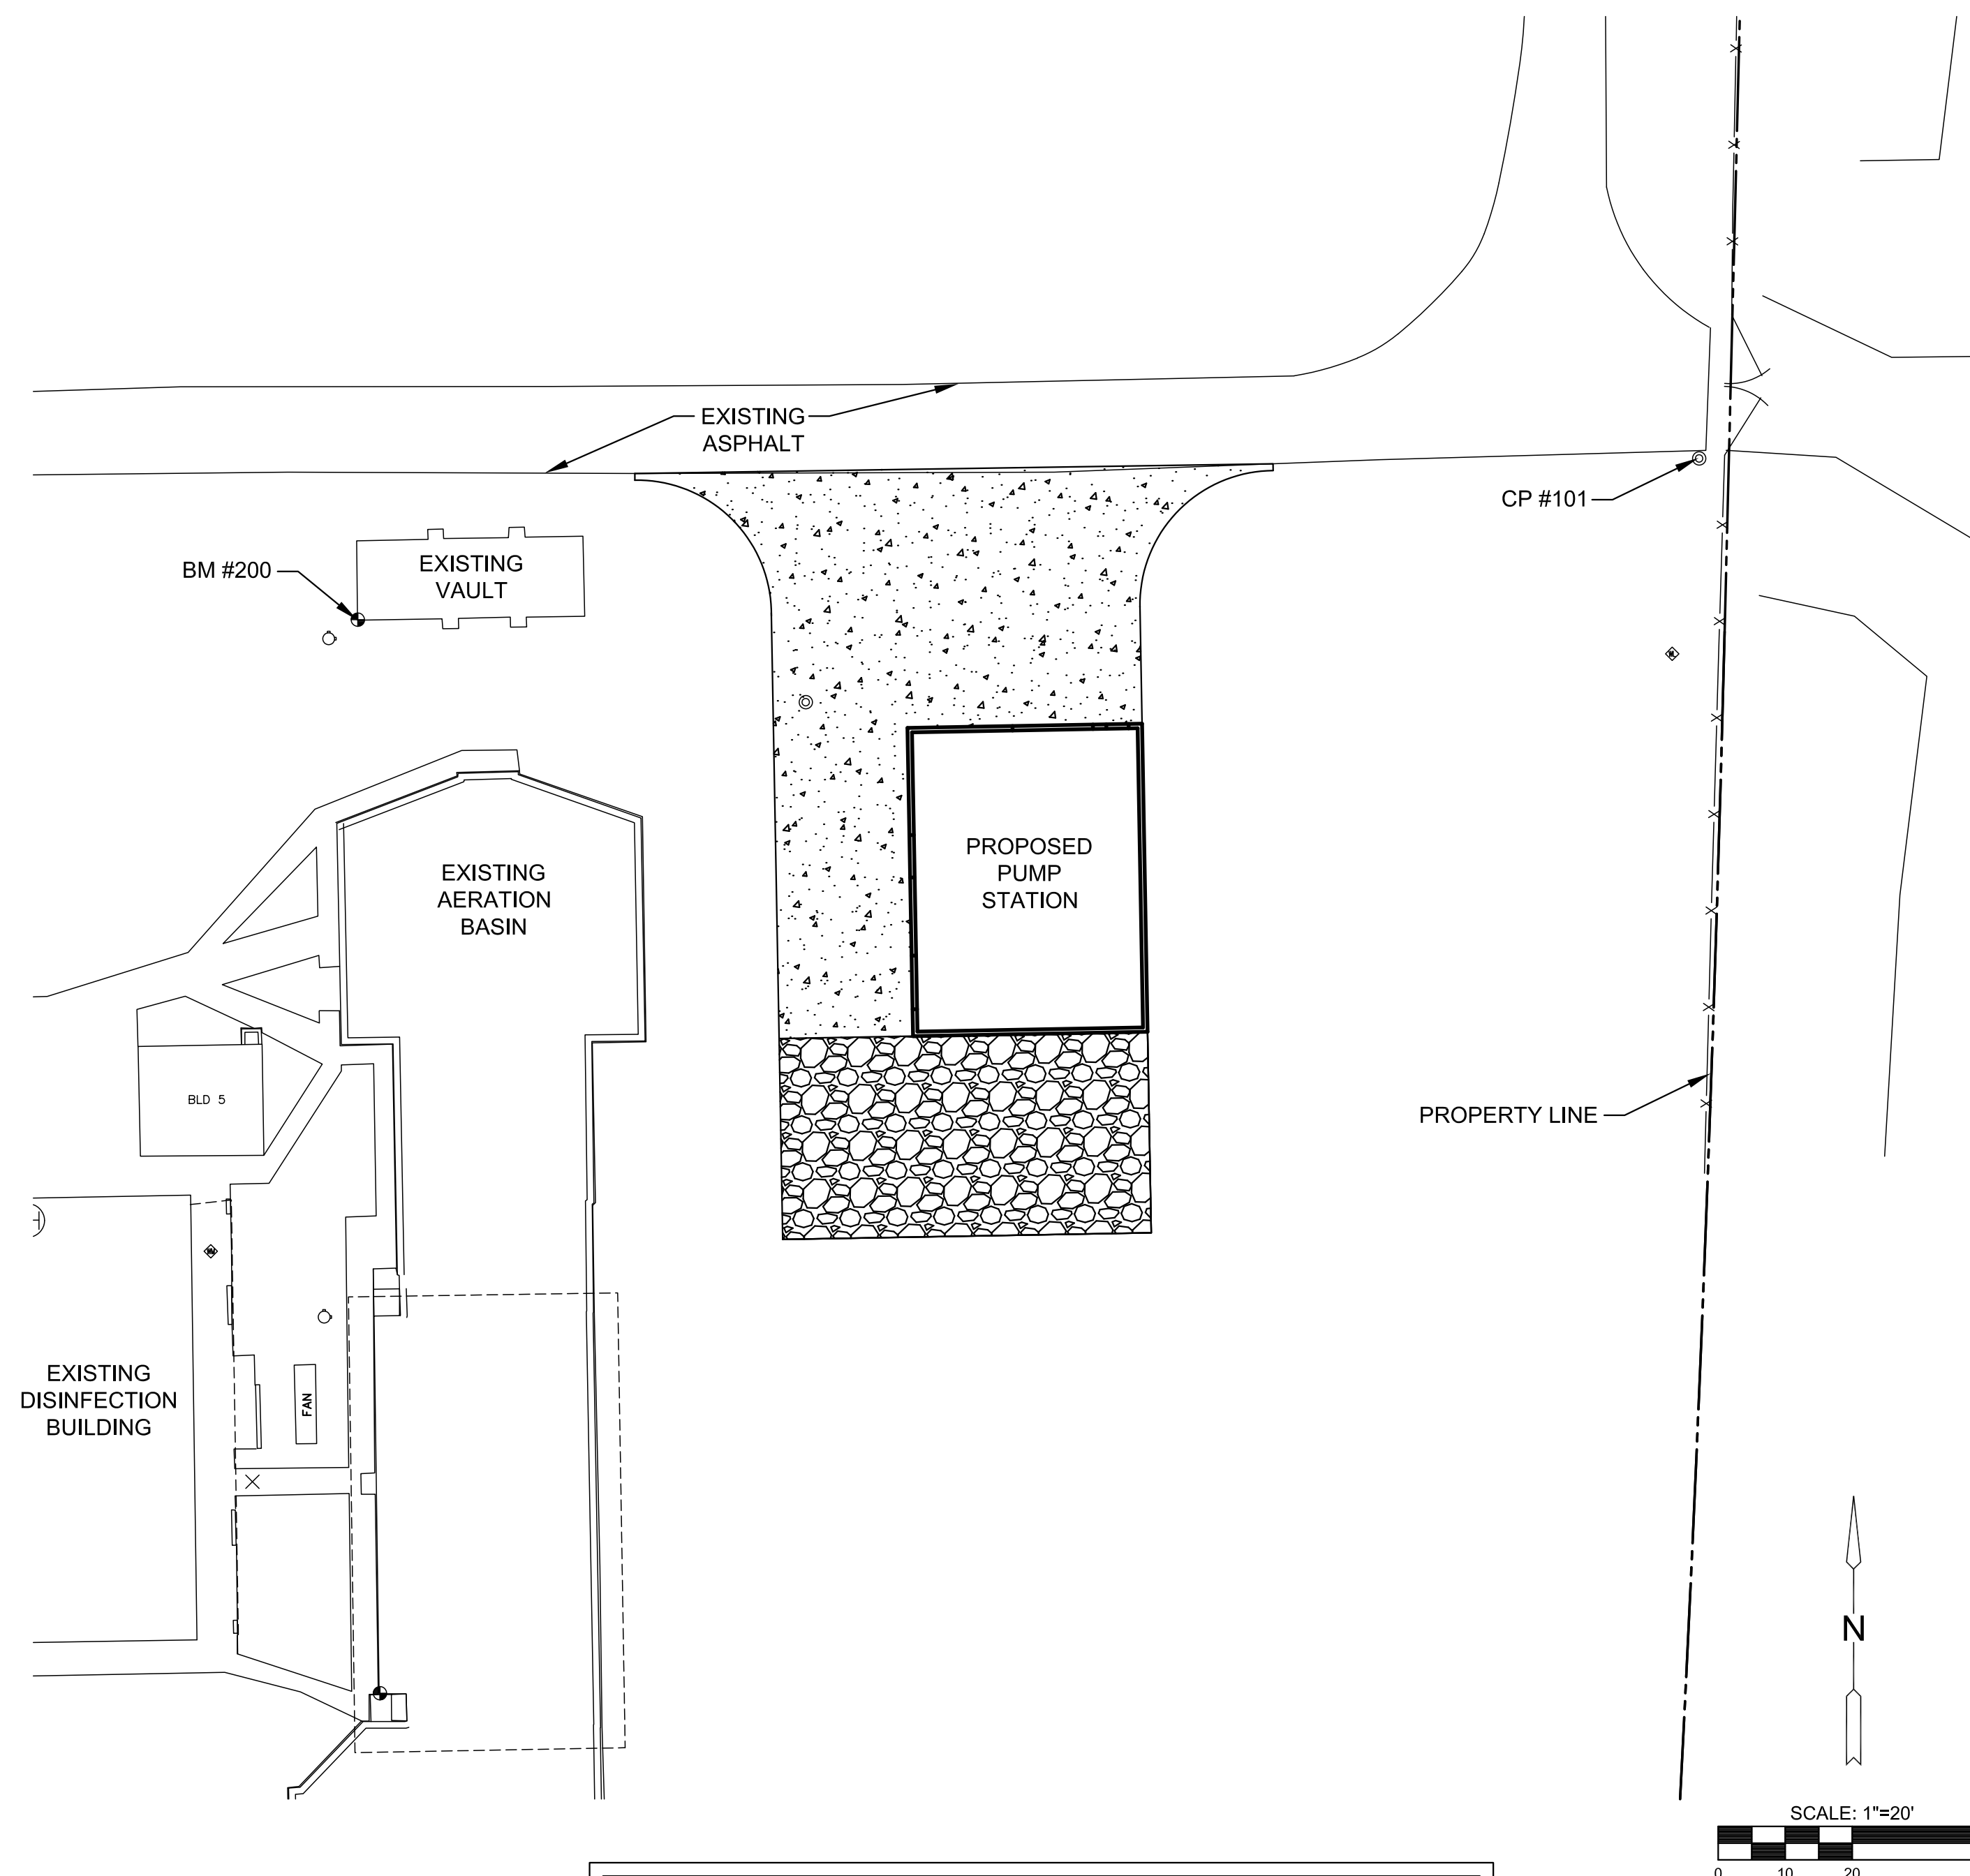 EXISTING
ASPHALT
CP #101
BM #200
EXISTING
VAULT
PROPOSED
PUMP
STATION
EXISTING
AERATION
BASIN
BLD 5
PROPERTY LINE
EXISTING
DISINFECTION
BUILDING
FAN
N
SCALE: 1"=20'
0 10 20